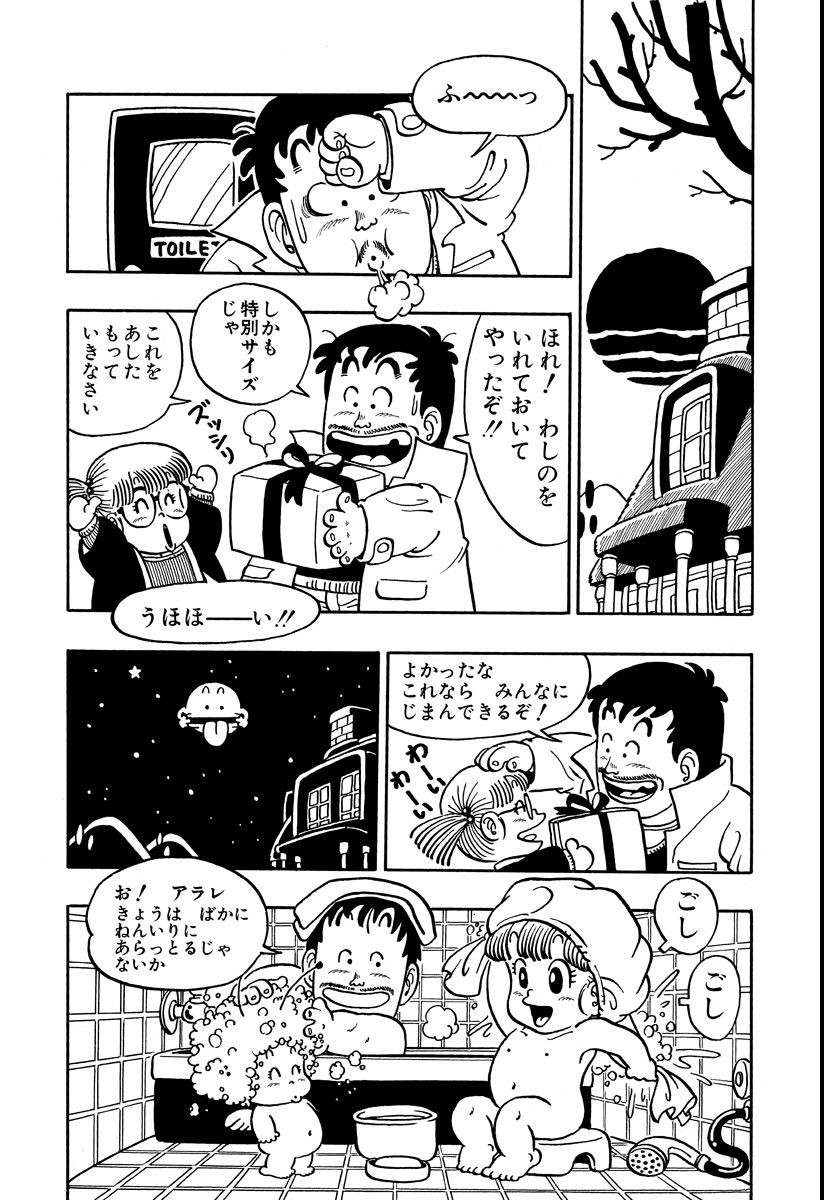 ふ～～～～っ
TOILET
ほれ！　わしのを
いれておいて
やったぞ!!
しかも
特別サイズ
じゃ
これを
あした
もって
いきなさい
ズッシリ
うほほ――い!!
よかったな
これなら　みんなに
じまんできるぞ！
わーい
わーい
お！　アラレ
きょうは　ばかに
ねんいりに
あらっとるじゃ
ないか
ごし
ごし